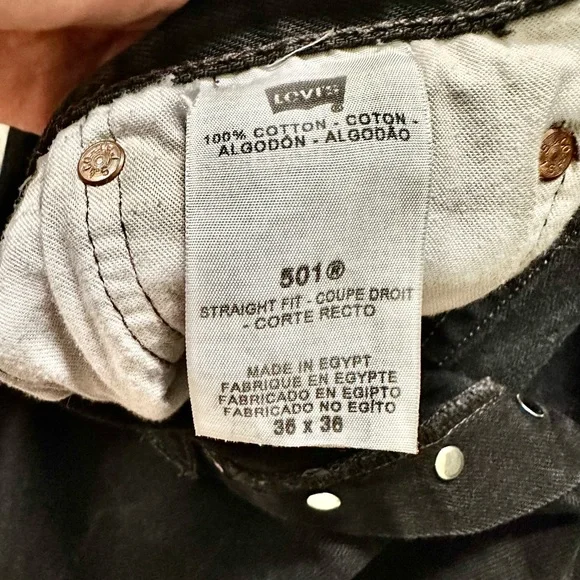 Levi's
®
100% COTTON - COTON -
ALGODÓN - ALGODÃO
501®
STRAIGHT FIT - COUPE DROIT
- CORTE RECTO
MADE IN EGYPT
FABRIQUE EN EGYPTE
FABRICADO EN EGIPTO
FABRICADO NO EGÍTO
36 x 36